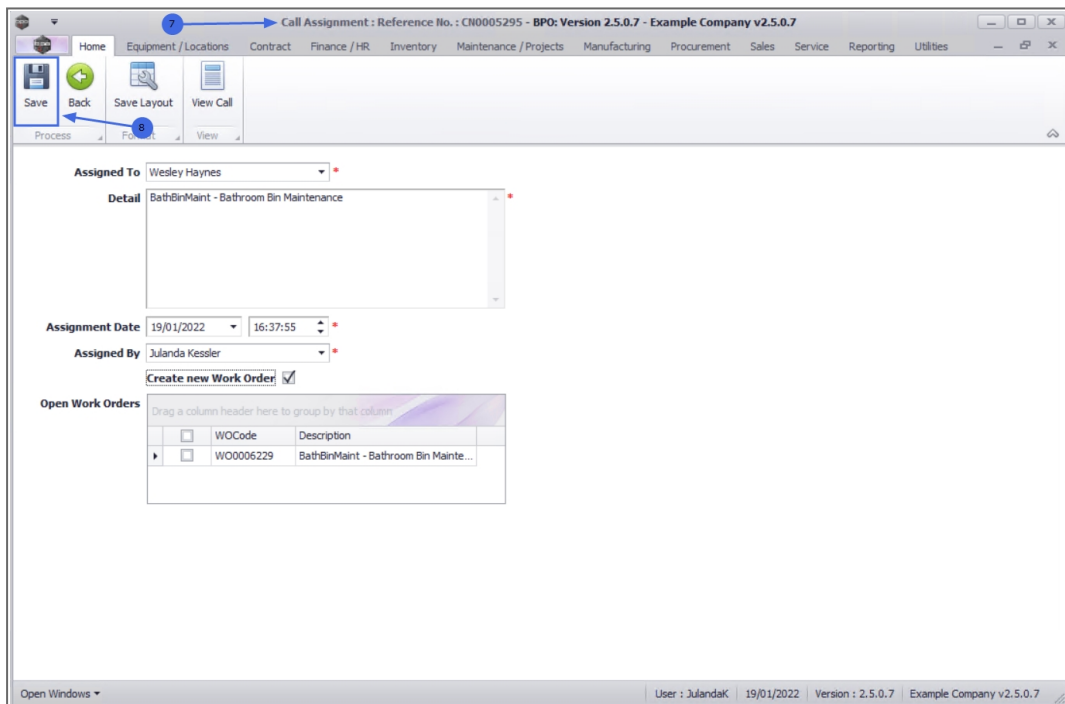 7
Call Assignment : Reference No. : CN0005295 - BPO: Version 2.5.0.7 - Example Company v2.5.0.7
Home Equipment / Locations Contract Finance / HR Inventory Maintenance / Projects Manufacturing Procurement Sales Service Reporting Utilities
Save Back Save Layout View Call
8
Process View
Assigned To Wesley Haynes *
Detail BathBinMaint - Bathroom Bin Maintenance *
Assignment Date 19/01/2022 16:37:55 *
Assigned By Julanda Kessler *
Create new Work Order
Open Work Orders
Drag a column header here to group by that column
WOCode Description
WO0006229 BathBinMaint - Bathroom Bin Mainte...
Open Windows User : JulandaK 19/01/2022 Version : 2.5.0.7 Example Company v2.5.0.7